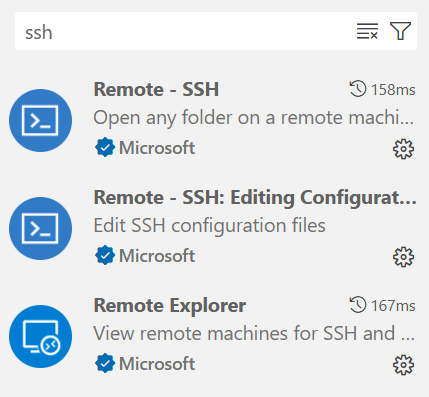 ssh
Remote - SSH 158ms
Open any folder on a remote machi...
Microsoft
Remote - SSH: Editing Configurat...
Edit SSH configuration files
Microsoft
Remote Explorer 167ms
View remote machines for SSH and ...
Microsoft